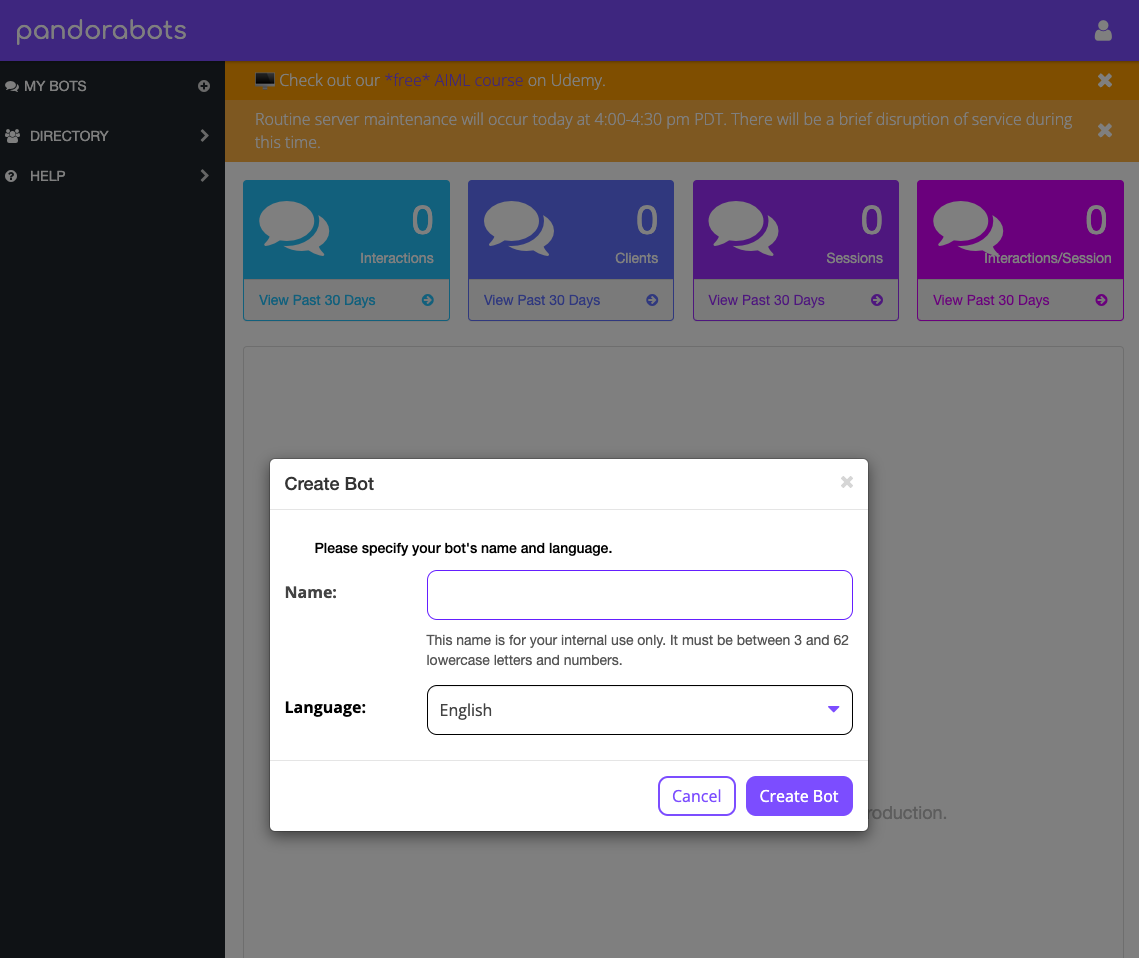 pandorabots
MY BOTS
DIRECTORY
HELP
Check out our *free* AIML course on Udemy.
Routine server maintenance will occur today at 4:00-4:30 pm PDT. There will be a brief disruption of service during
this time.
0
Interactions
View Past 30 Days
0
Clients
View Past 30 Days
0
Sessions
View Past 30 Days
0
Interactions/Session
View Past 30 Days
Create Bot
Please specify your bot's name and language.
Name:
This name is for your internal use only. It must be between 3 and 62
lowercase letters and numbers.
Language:
English
Cancel
Create Bot